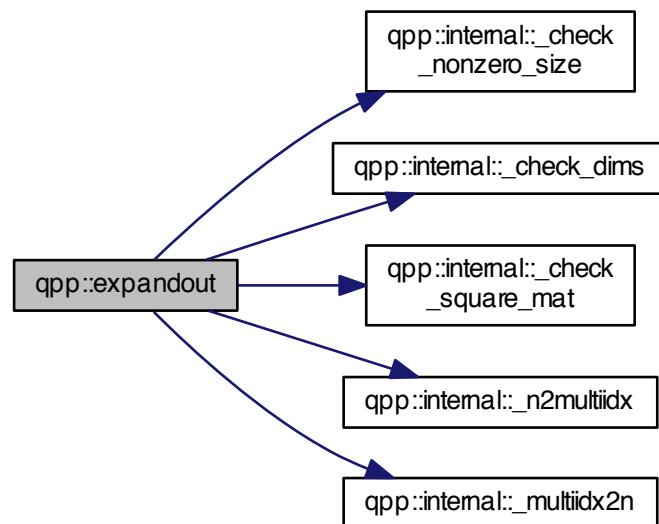 qpp::internal::_check
_nonzero_size
qpp::internal::_check_dims
qpp::expandout
qpp::internal::_check
_square_mat
qpp::internal::_n2multiidx
qpp::internal::_multiidx2n